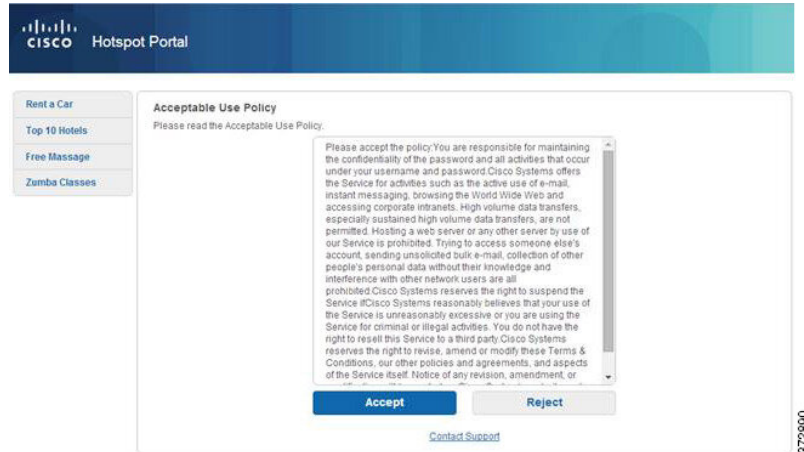 CISCO Hotspot Portal
Rent a Car
Top 10 Hotels
Free Massage
Zumba Classes
Acceptable Use Policy
Please read the Acceptable Use Policy.
Please accept the policy:You are responsible for maintaining
the confidentiality of the password and all activities that occur
under your username and password.Cisco Systems offers
the Service for activities such as the active use of e-mail,
instant messaging, browsing the World Wide Web and
accessing corporate intranets. High volume data transfers,
especially sustained high volume data transfers, are not
permitted. Hosting a web server or any other server by use of
our Service is prohibited. Trying to access someone else's
account, sending unsolicited bulk e-mail, collection of other
people's personal data without their knowledge and
interference with other network users are all
prohibited.Cisco Systems reserves the right to suspend the
Service ifCisco Systems reasonably believes that your use of
the Service is unreasonably excessive or you are using the
Service for criminal or illegal activities. You do not have the
right to resell this Service to a third party.Cisco Systems
reserves the right to revise, amend or modify these Terms &
Conditions, our other policies and agreements, and aspects
of the Service itself. Notice of any revision, amendment, or
Accept
Reject
Contact Support
372890